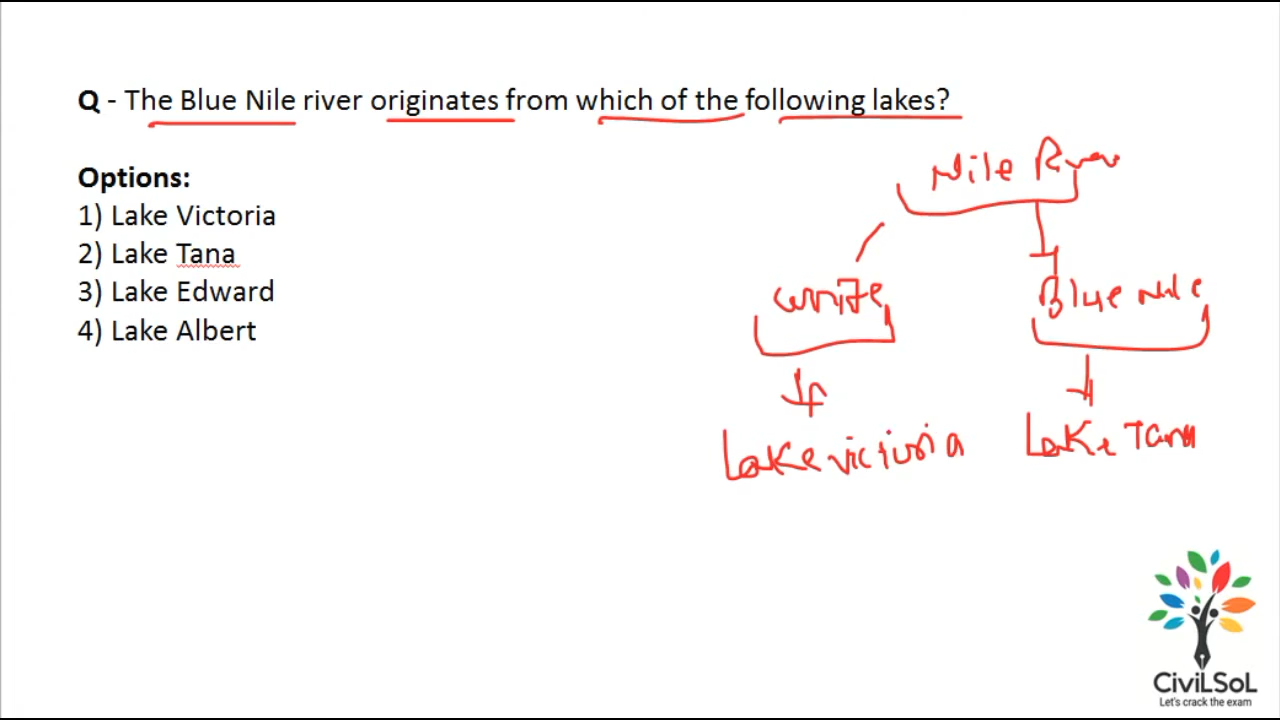 Q - The Blue Nile river originates from which of the following lakes?
Options:
1) Lake Victoria
2) Lake Tana
3) Lake Edward
4) Lake Albert
Nile River
White
Blue Nile
Lake victoria
Lake Tana
CiviLSoL
Let's crack the exam